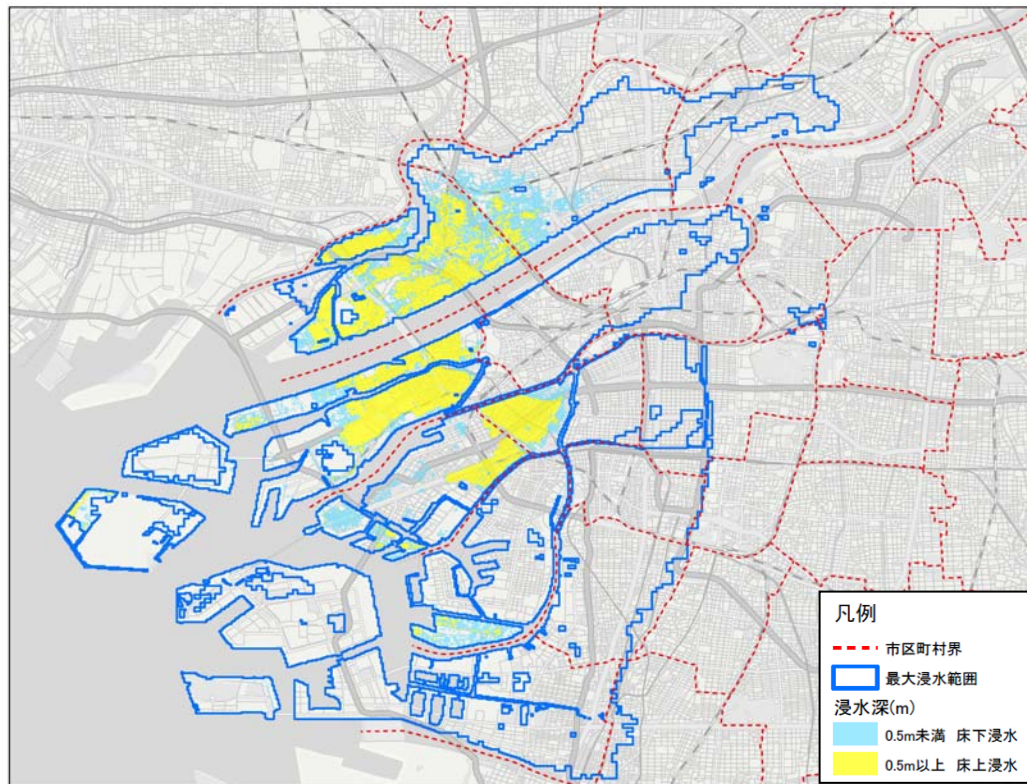 凡例
市区町村界
最大浸水範囲
浸水深(m)
0.5m未満 床下浸水
0.5m以上 床上浸水